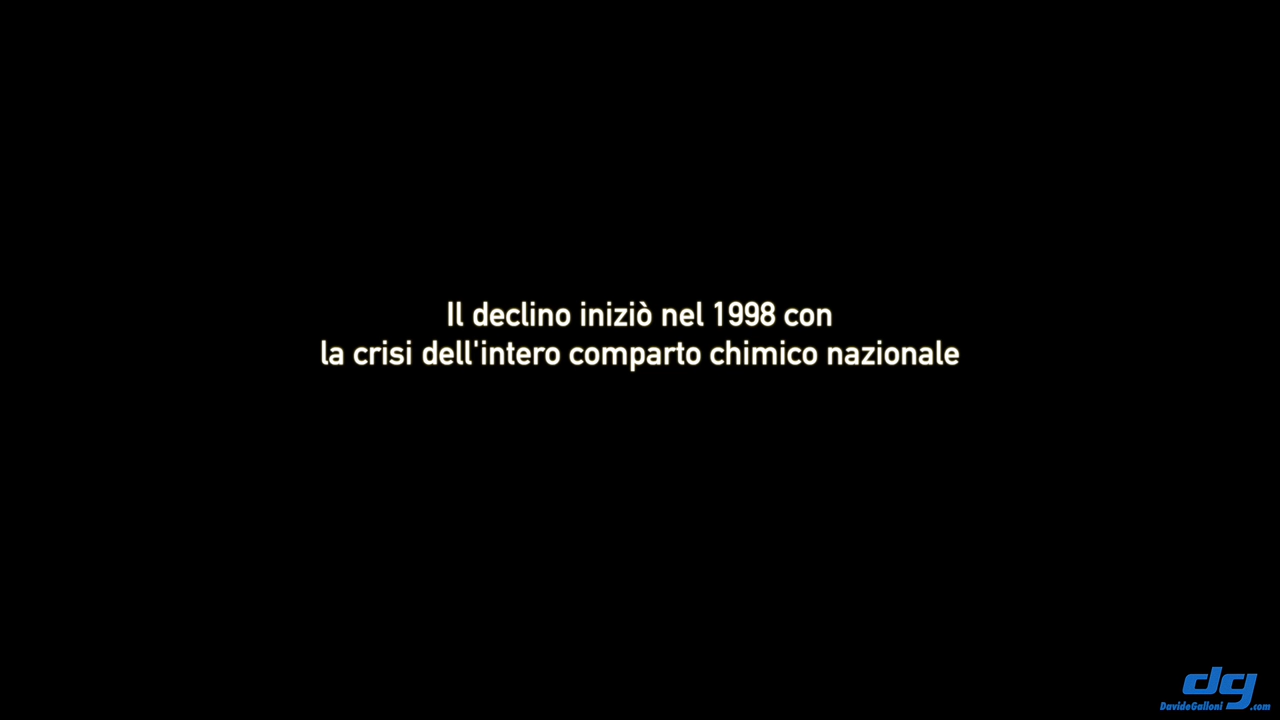 Il declino iniziò nel 1998 con
la crisi dell'intero comparto chimico nazionale
dg
DavideGalloni.com